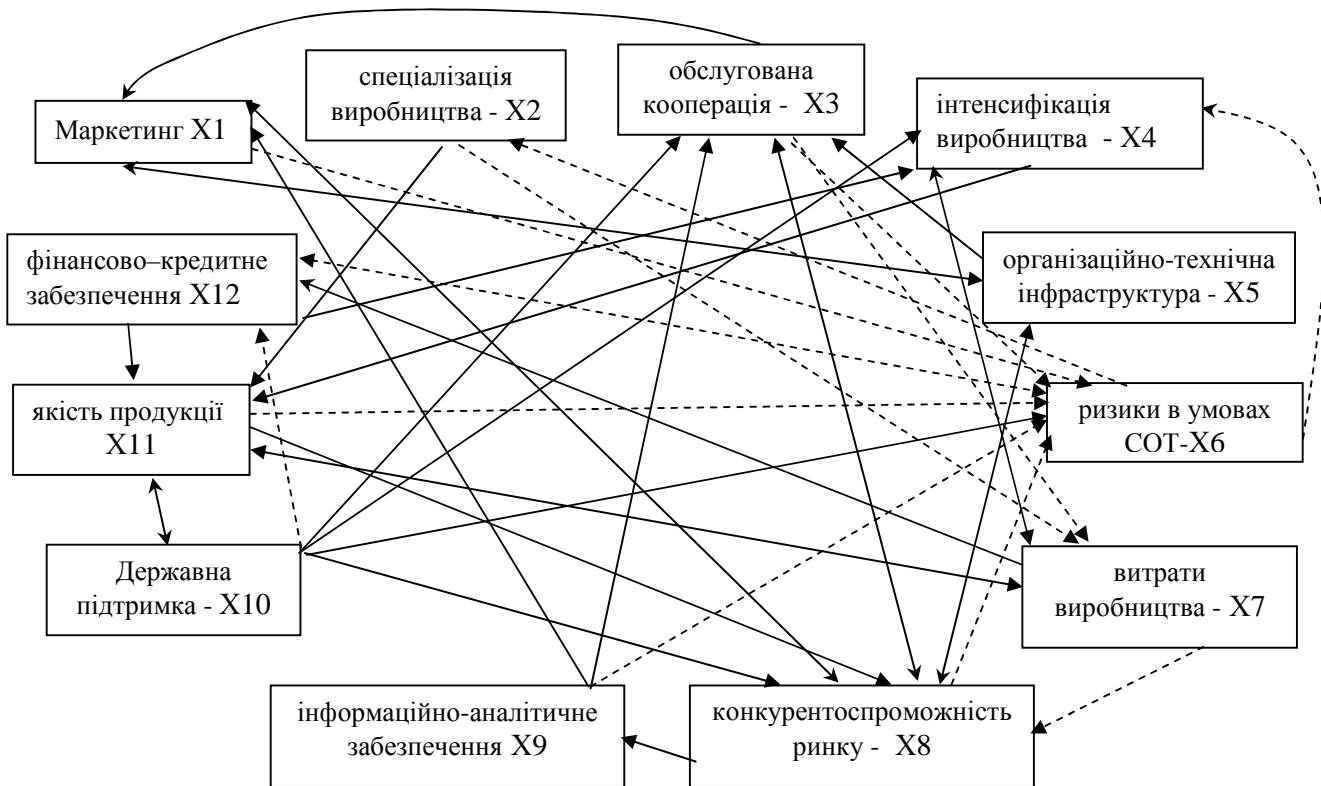 спеціалізація
виробництва - X2
обслугована
кооперація - X3
інтенсифікація
виробництва - X4
Маркетинг X1
фінансово–кредитне
забезпечення X12
організаційно-технічна
інфраструктура - X5
якість продукції
X11
ризики в умовах
СОТ-X6
Державна
підтримка - X10
витрати
виробництва - X7
інформаційно-аналітичне
забезпечення X9
конкурентоспроможність
ринку - X8